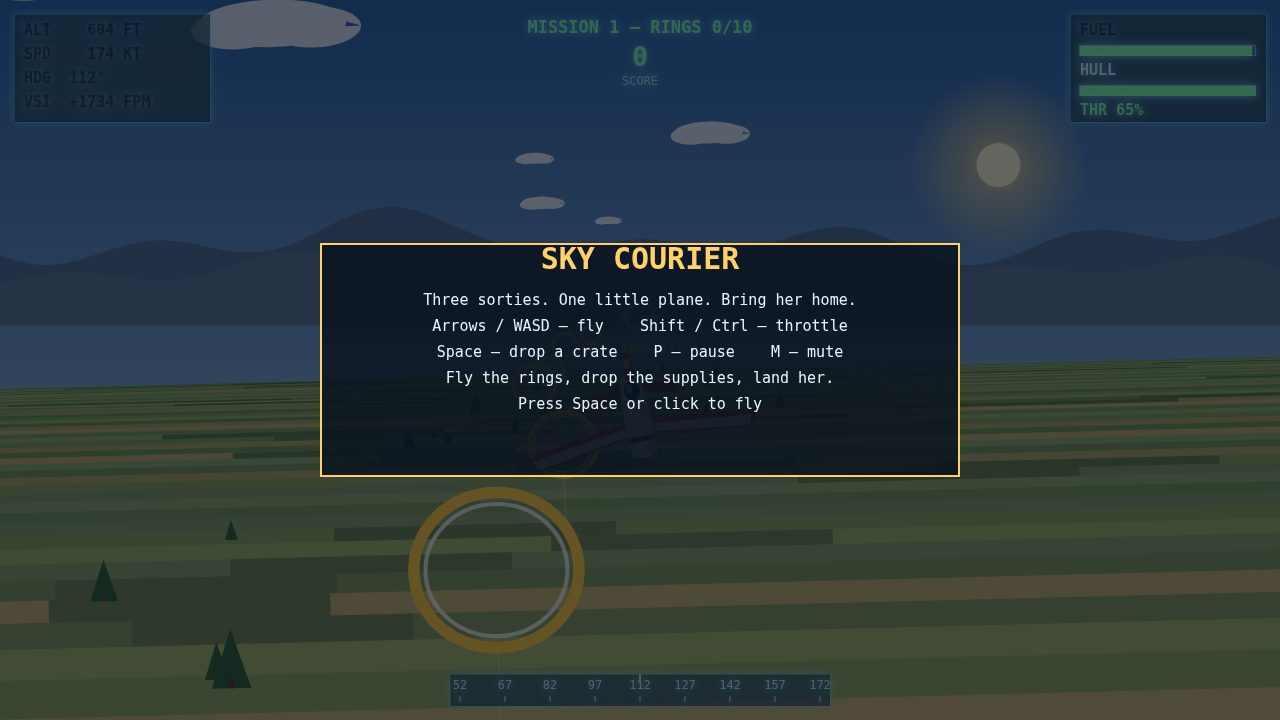 ALT 604 FT
SPD 174 KT
HDG 112°
VSI +1734 FPM
MISSION 1 — RINGS 0/10
0
SCORE
FUEL
HULL
THR 65%
SKY COURIER
Three sorties. One little plane. Bring her home.
Arrows / WASD — fly Shift / Ctrl — throttle
Space — drop a crate P — pause M — mute
Fly the rings, drop the supplies, land her.
Press Space or click to fly
52 67 82 97 112 127 142 157 172